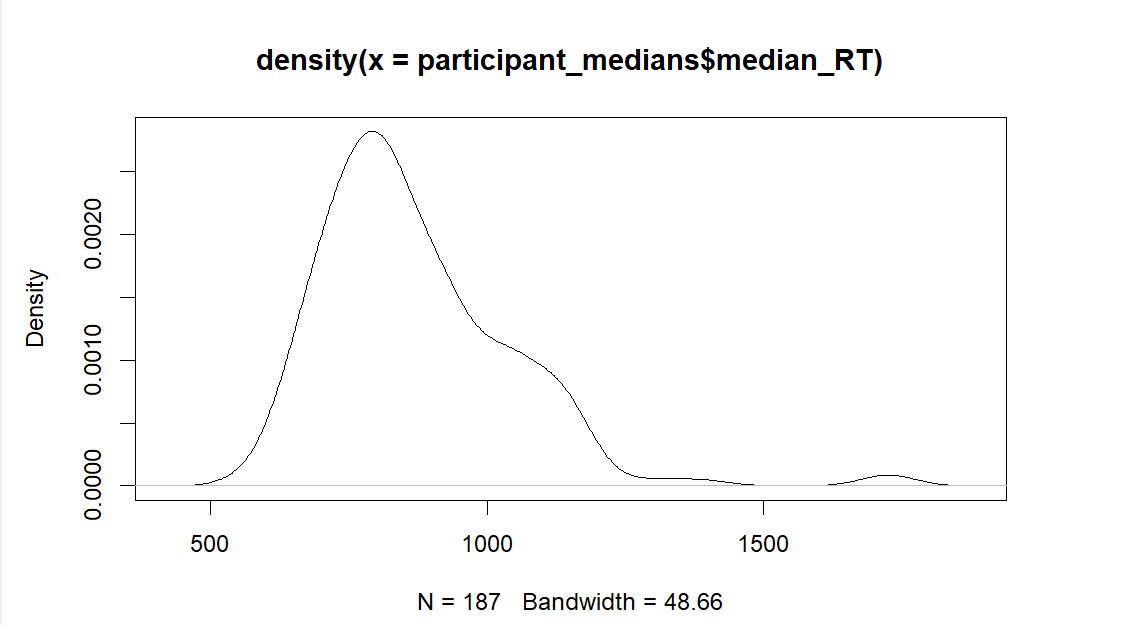 density(x = participant_medians$median_RT)
Density
0.0020
0.0010
0.0000
500 1000 1500
N = 187 Bandwidth = 48.66